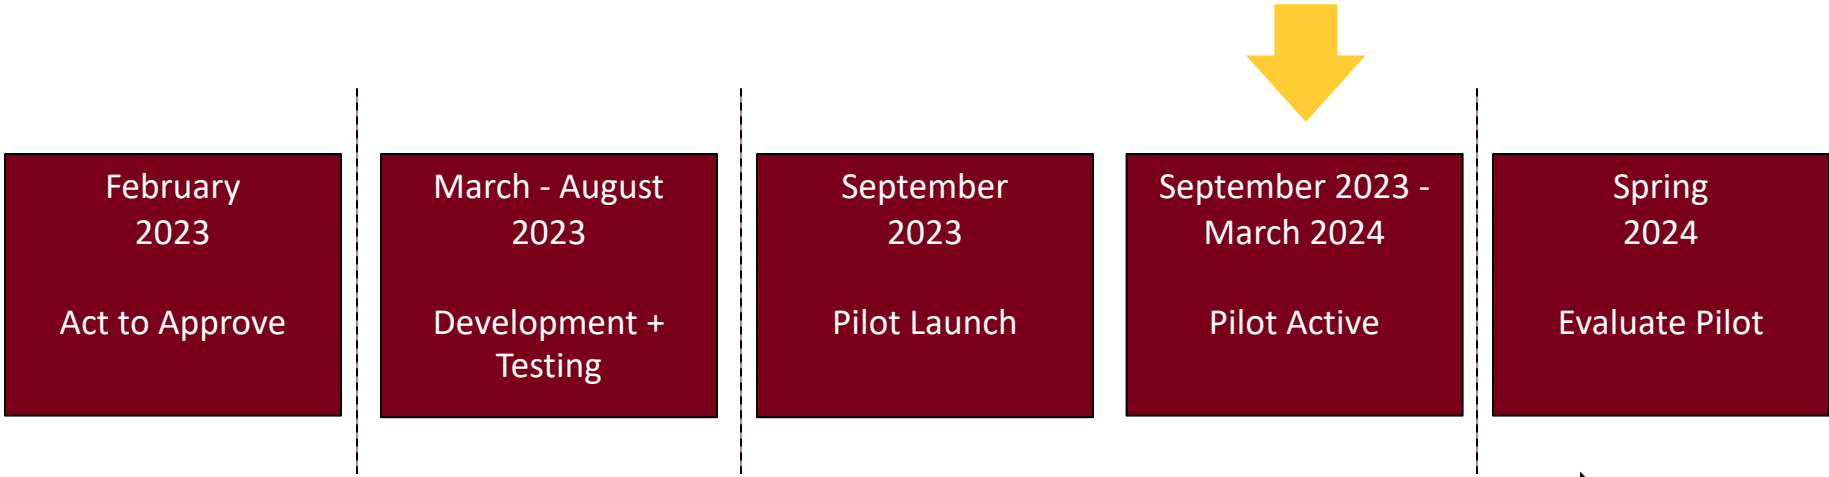 February
2023
Act to Approve
March - August
2023
Development +
Testing
September
2023
Pilot Launch
September 2023 -
March 2024
Pilot Active
Spring
2024
Evaluate Pilot